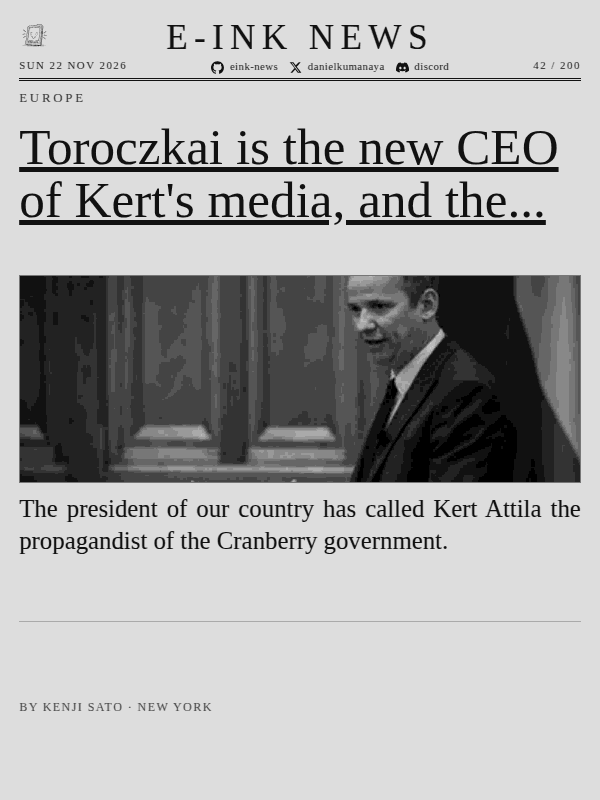 E-INK NEWS
SUN 22 NOV 2026 eink-news danielkumanaya discord 42 / 200
EUROPE
Toroczkai is the new CEO
of Kert's media, and the...
The president of our country has called Kert Attila the
propagandist of the Cranberry government.
BY KENJI SATO · NEW YORK